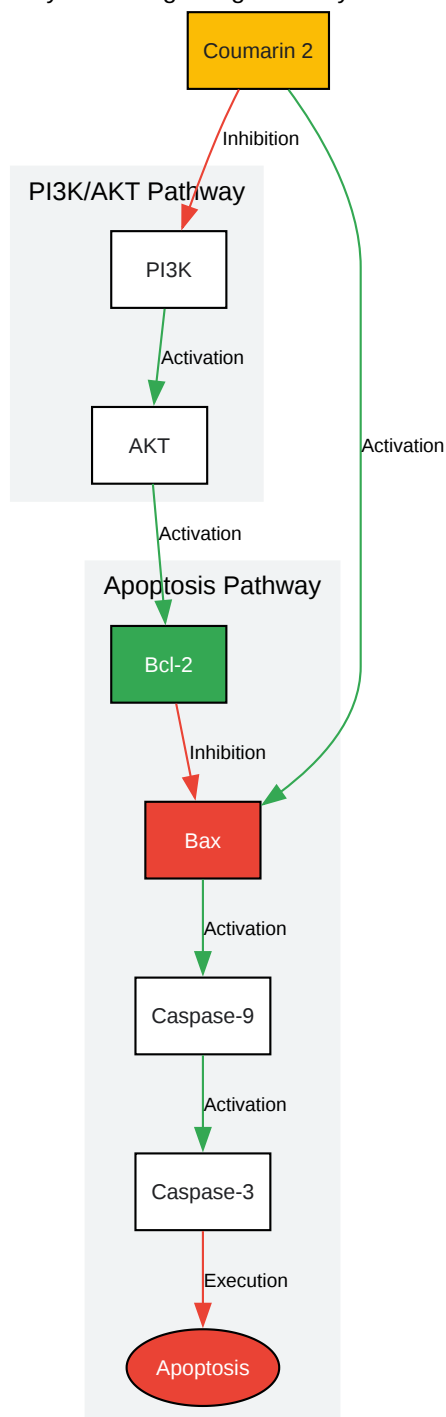 Coumarin 2
Inhibition
PI3K/AKT Pathway
PI3K
Activation
AKT
Activation
Activation
Apoptosis Pathway
Bcl-2
Inhibition
Bax
Activation
Caspase-9
Activation
Caspase-3
Execution
Apoptosis